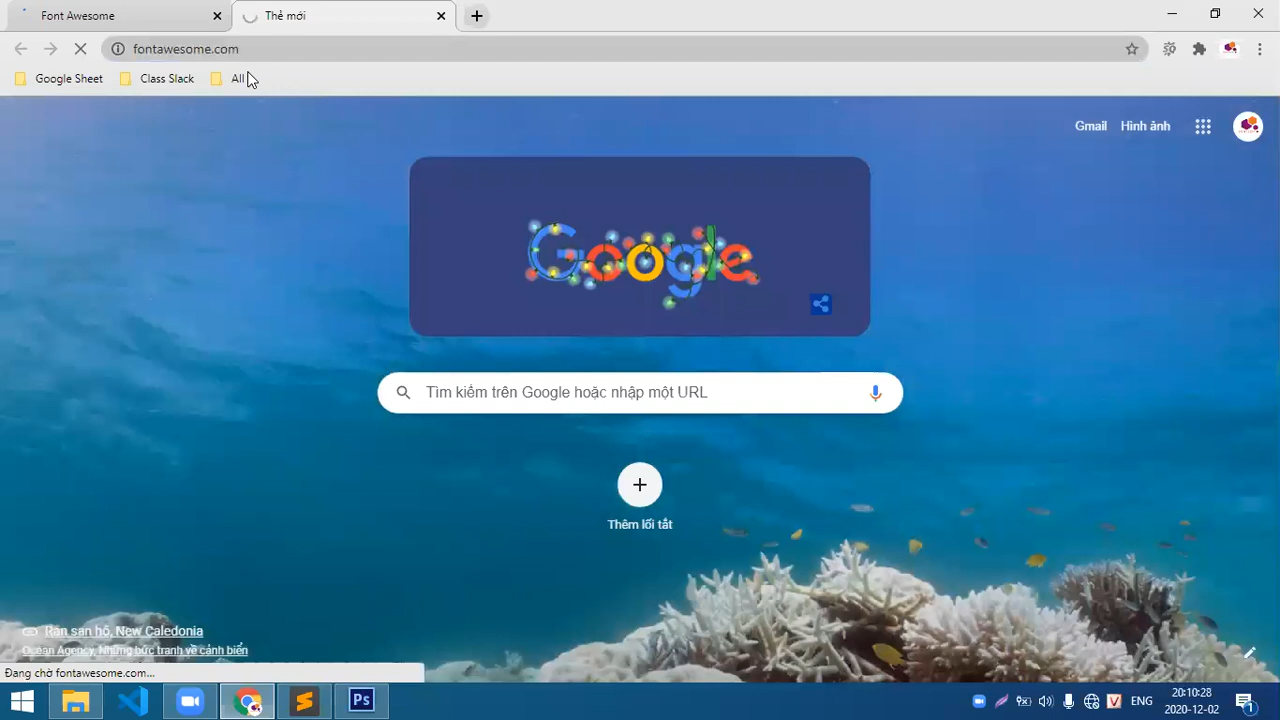 Font Awesome
Thẻ mới
fontawesome.com
Google Sheet
Class Slack
All
Gmail
Hình ảnh
Google
Tìm kiếm trên Google hoặc nhập một URL
Thêm lối tắt
Rạn san hô, New Caledonia
Ocean Agency, Những bức tranh về cảnh biển
Đang chờ fontawesome.com...
Ps
V
ENG
20:10:28
2020-12-02
1